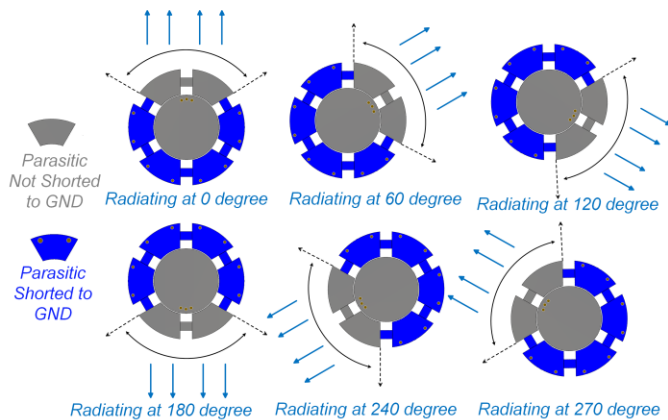 Parasitic
Not Shorted
to GND
Radiating at 0 degree
Radiating at 60 degree
Radiating at 120 degree
Parasitic
Shorted to
GND
Radiating at 180 degree
Radiating at 240 degree
Radiating at 270 degree